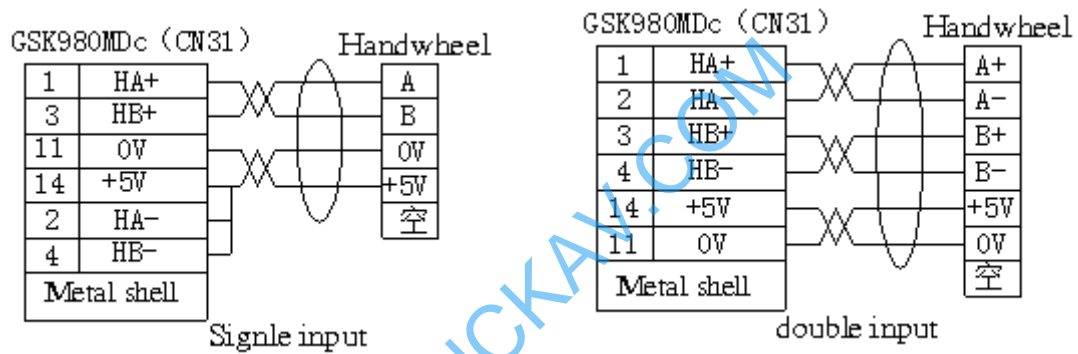 GSK980MDc（CN31）
Handwheel
1 HA+
3 HB+
11 0V
14 +5V
2 HA-
4 HB-
Metal shell
A
B
0V
+5V
空
Signle input
GSK980MDc（CN31）
Handwheel
1 HA+
2 HA-
3 HB+
4 HB-
14 +5V
11 0V
Metal shell
A+
A-
B+
B-
+5V
0V
空
double input
UCKAV.COM